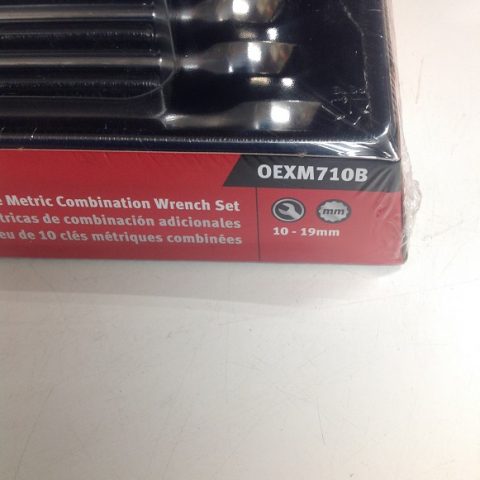 OEXM710B
e Metric Combination Wrench Set
tricas de combinación adicionales
eu de 10 clés métriques combinées
mm
10 - 19mm